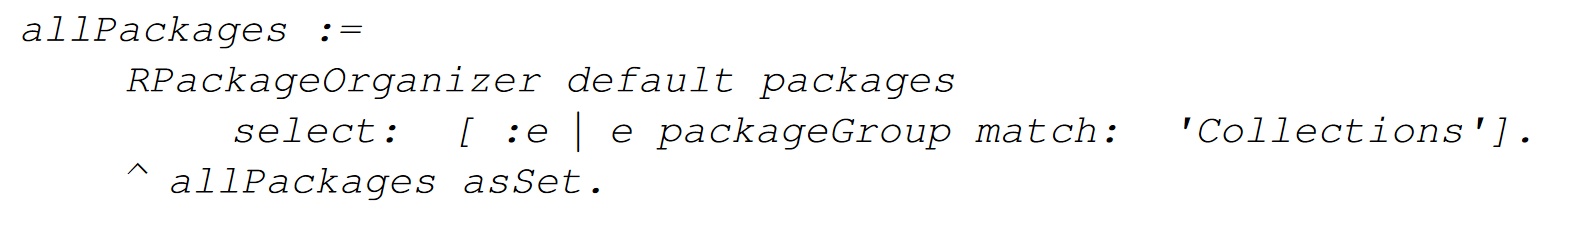 allPackages :=
RPackageOrganizer default packages
select: [ :e | e packageGroup match: 'Collections'].
^ allPackages asSet.